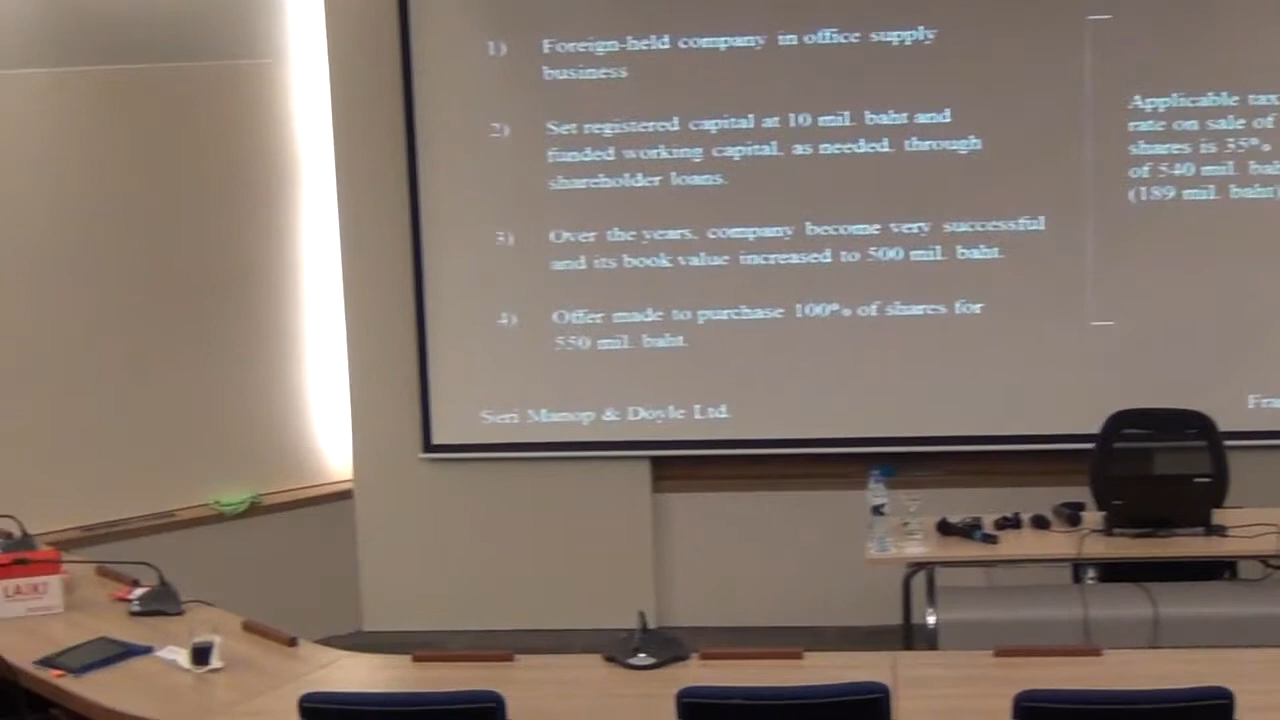 1) Foreign-held company in office supply
business
2) Set registered capital at 10 mil. baht and
funded working capital, as needed, through
shareholder loans.
3) Over the years, company become very successful
and its book value increased to 500 mil. baht.
4) Offer made to purchase 100% of shares for
550 mil. baht.
Applicable tax
rate on sale of
shares is 35%
of 540 mil. bah
(189 mil. baht)
Seri Manop & Doyle Ltd.
Fra